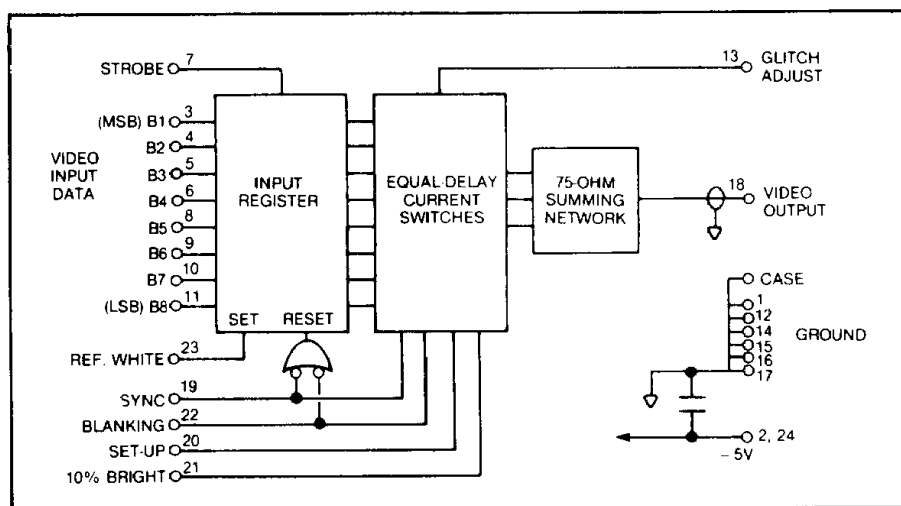 STROBE 7
(MSB) B1 3
B2 4
B3 5
B4 6
B5 8
B6 9
B7 10
(LSB) B8 11
VIDEO
INPUT
DATA
INPUT
REGISTER
SET RESET
REF. WHITE 23
SYNC 19
BLANKING 22
SET-UP 20
10% BRIGHT 21
EQUAL-DELAY
CURRENT
SWITCHES
75-OHM
SUMMING
NETWORK
13 GLITCH
ADJUST
18 VIDEO
OUTPUT
CASE
1
12
14
15
16
17
GROUND
2, 24
– 5V